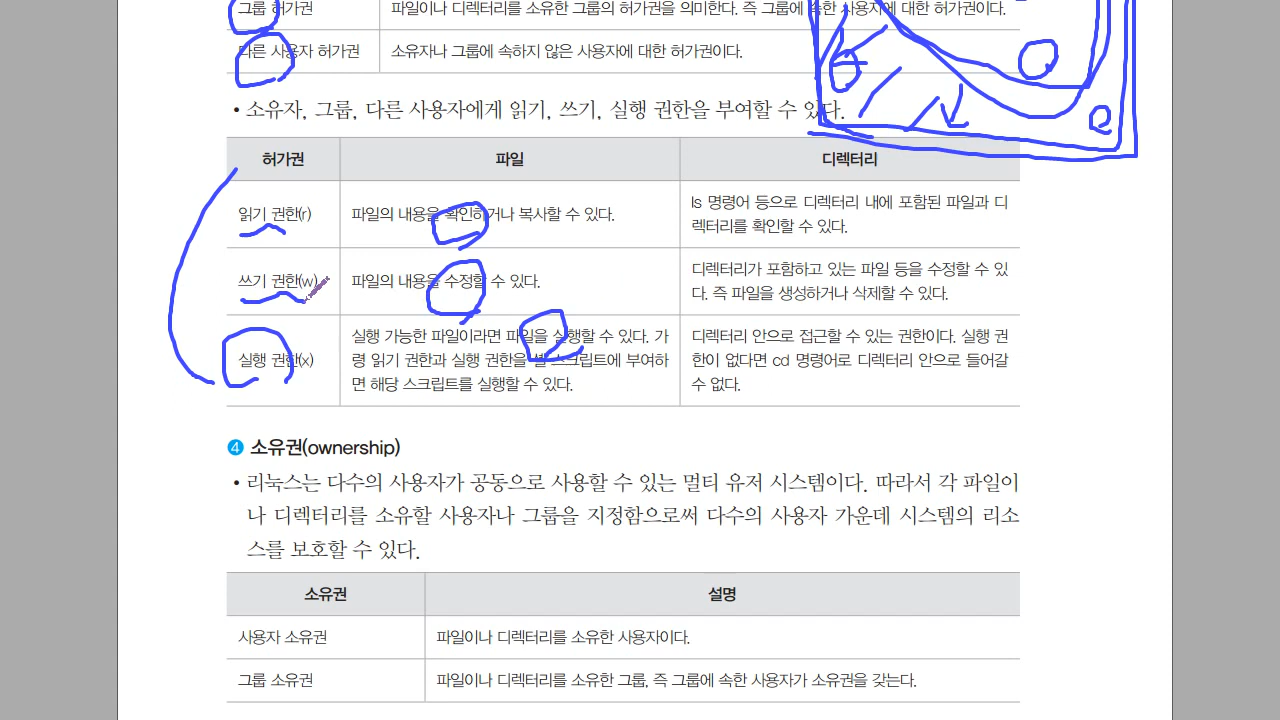 그룹 허가권
파일이나 디렉터리를 소유한 그룹의 허가권을 의미한다. 즉 그룹에 속한 사용자에 대한 허가권이다.
다른 사용자 허가권
소유자나 그룹에 속하지 않은 사용자에 대한 허가권이다.
• 소유자, 그룹, 다른 사용자에게 읽기, 쓰기, 실행 권한을 부여할 수 있다.
허가권
파일
디렉터리
읽기 권한(r)
파일의 내용을 확인하거나 복사할 수 있다.
ls 명령어 등으로 디렉터리 내에 포함된 파일과 디
렉터리를 확인할 수 있다.
쓰기 권한(w)
파일의 내용을 수정할 수 있다.
디렉터리가 포함하고 있는 파일 등을 수정할 수 있
다. 즉 파일을 생성하거나 삭제할 수 있다.
실행 권한(x)
실행 가능한 파일이라면 파일을 실행할 수 있다. 가
령 읽기 권한과 실행 권한을 셸 스크립트에 부여하
면 해당 스크립트를 실행할 수 있다.
디렉터리 안으로 접근할 수 있는 권한이다. 실행 권
한이 없다면 cd 명령어로 디렉터리 안으로 들어갈
수 없다.
4 소유권(ownership)
• 리눅스는 다수의 사용자가 공동으로 사용할 수 있는 멀티 유저 시스템이다. 따라서 각 파일이
나 디렉터리를 소유할 사용자나 그룹을 지정함으로써 다수의 사용자 가운데 시스템의 리소
스를 보호할 수 있다.
소유권
설명
사용자 소유권
파일이나 디렉터리를 소유한 사용자이다.
그룹 소유권
파일이나 디렉터리를 소유한 그룹, 즉 그룹에 속한 사용자가 소유권을 갖는다.